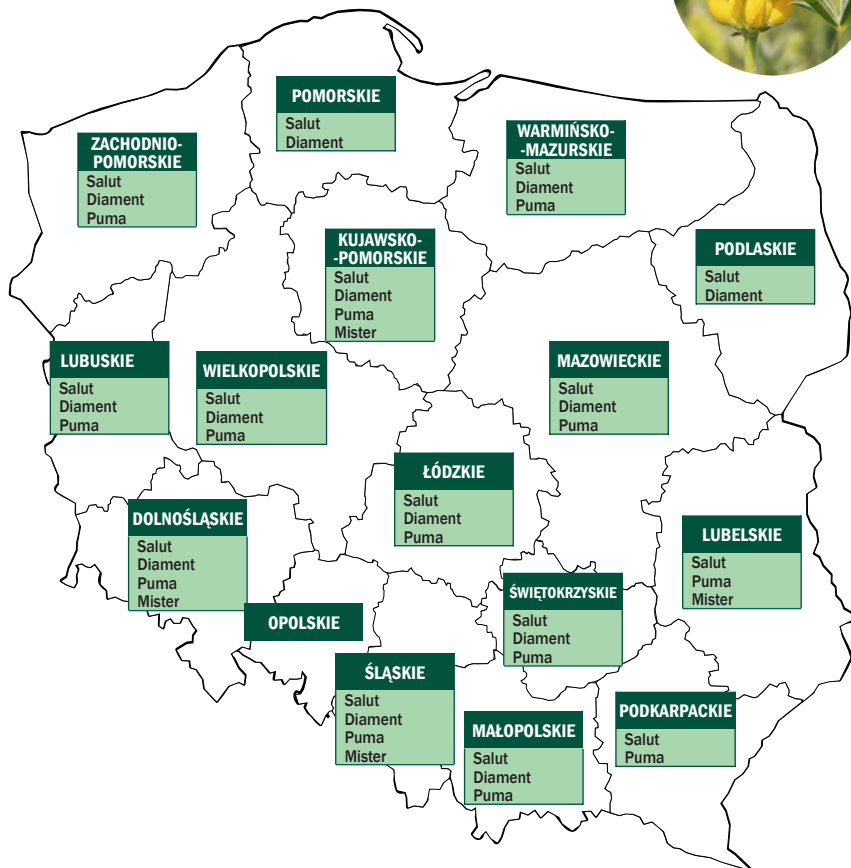 POMORSKIE
Salut
Diament
ZACHODNIO-
POMORSKIE
Salut
Diament
Puma
WARMIŃSKO-
-MAZURSKIE
Salut
Diament
Puma
KUJAWSKO-
-POMORSKIE
Salut
Diament
Puma
Mister
PODLASKIE
Salut
Diament
LUBUSKIE
Salut
Diament
Puma
WIELKOPOLSKIE
Salut
Diament
Puma
MAZOWIECKIE
Salut
Diament
Puma
ŁÓDZKIE
Salut
Diament
Puma
DOLNOŚLĄSKIE
Salut
Diament
Puma
Mister
LUBELSKIE
Salut
Puma
Mister
ŚWIĘTOKRZYSKIE
Salut
Diament
Puma
OPOLSKIE
ŚLĄSKIE
Salut
Diament
Puma
Mister
MAŁOPOLSKIE
Salut
Diament
Puma
PODKARPACKIE
Salut
Puma